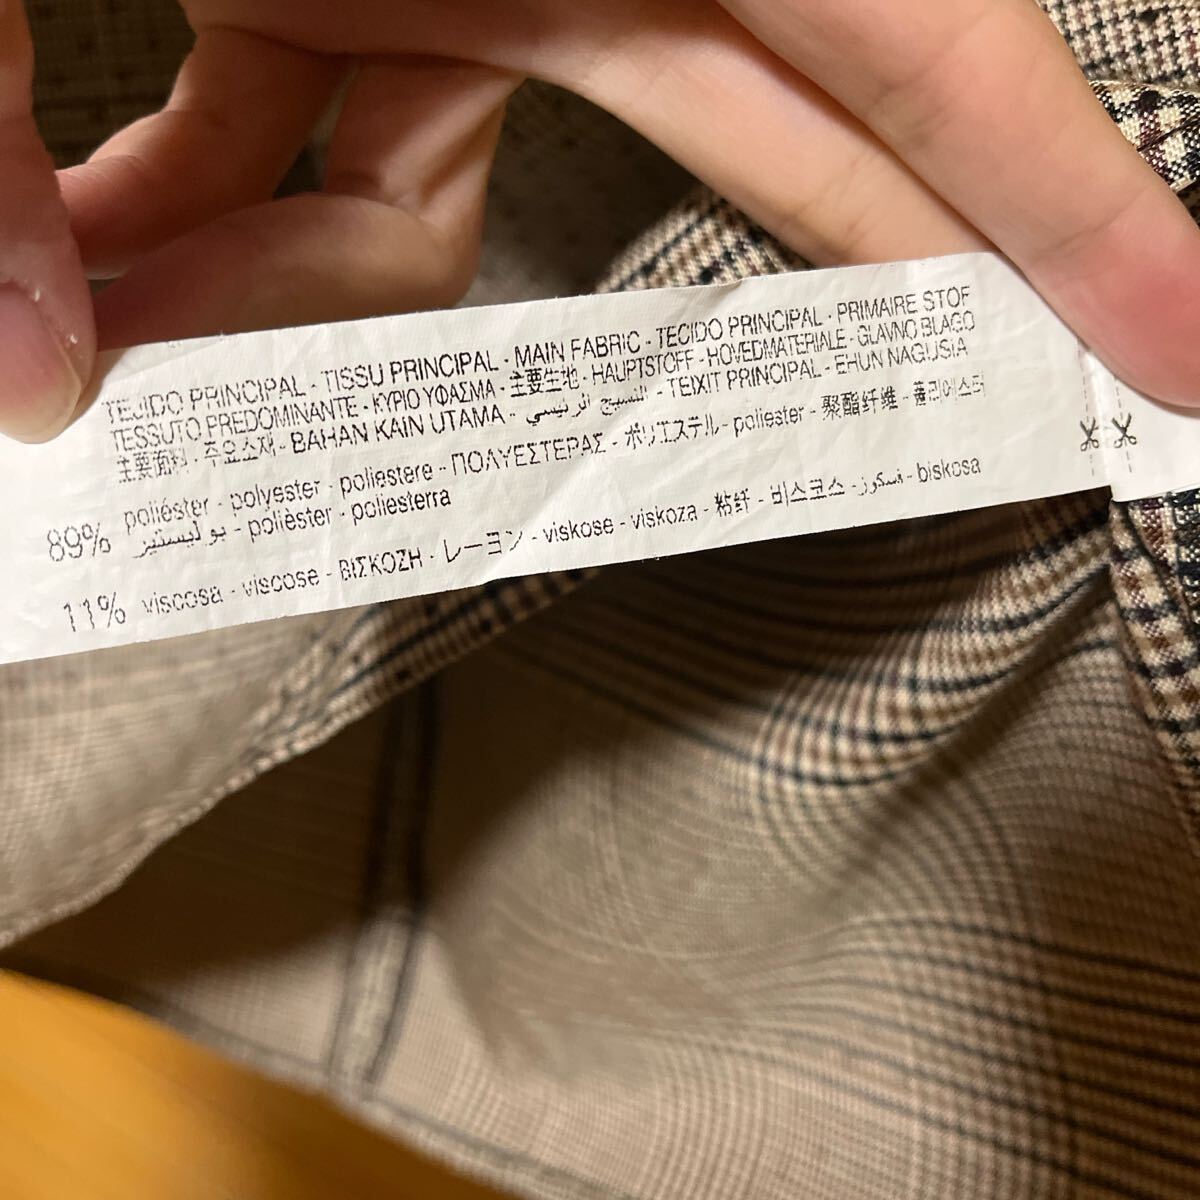 TEJIDO PRINCIPAL - TISSU PRINCIPAL - MAIN FABRIC - TECIDO PRINCIPAL - PRIMAIRE STOF
TESSUTO PREDOMINANTE - ΚΥΡΙΟ ΥΦΑΣΜΑ - 主要生地 - HAUPTSTOFF - HOVEDMATERIALE - GLAVNO BLAGO
主要面料 - 주요소재 - BAHAN KAIN UTAMA - النسيج الرئيسي - TEIXIT PRINCIPAL - EHUN NAGUSIA
89% poliéster - polyester - poliestere - ΠΟΛΥΕΣΤΕΡΑΣ - ポリエステル - poliester - 聚酯纤维 - 폴리에스터
بوليستير - polièster - poliesterra
11% viscosa - viscose - ΒΙΣΚΟΖΗ - レーヨン - viskose - viskoza - 粘纤 - 비스코스 - فسكوز - biskosa